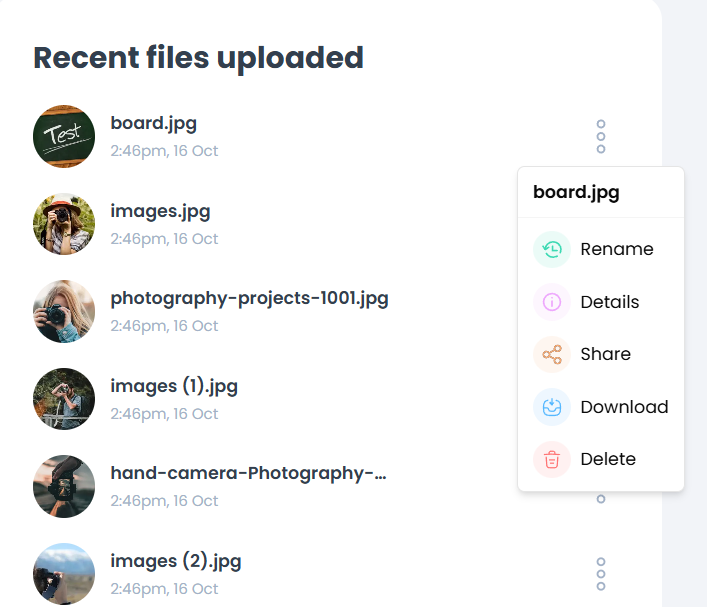 Recent files uploaded
board.jpg
2:46pm, 16 Oct
images.jpg
2:46pm, 16 Oct
photography-projects-1001.jpg
2:46pm, 16 Oct
images (1).jpg
2:46pm, 16 Oct
hand-camera-Photography-...
2:46pm, 16 Oct
images (2).jpg
2:46pm, 16 Oct
Test
board.jpg
Rename
Details
Share
Download
Delete